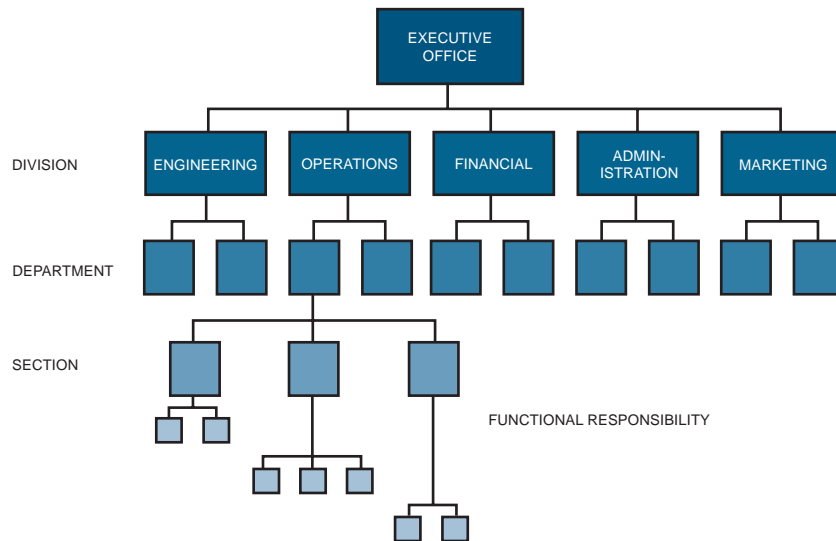 EXECUTIVE
OFFICE
DIVISION
ENGINEERING
OPERATIONS
FINANCIAL
ADMIN-
ISTRATION
MARKETING
DEPARTMENT
SECTION
FUNCTIONAL RESPONSIBILITY